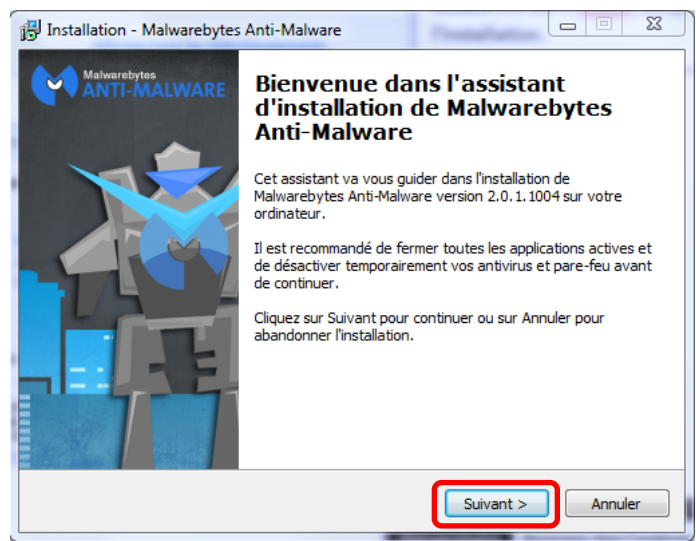 Installation - Malwarebytes Anti-Malware
Malwarebytes
ANTI-MALWARE
Bienvenue dans l'assistant
d'installation de Malwarebytes
Anti-Malware
Cet assistant va vous guider dans l'installation de
Malwarebytes Anti-Malware version 2.0.1.1004 sur votre
ordinateur.
Il est recommandé de fermer toutes les applications actives et
de désactiver temporairement vos antivirus et pare-feu avant
de continuer.
Cliquez sur Suivant pour continuer ou sur Annuler pour
abandonner l'installation.
Suivant >
Annuler